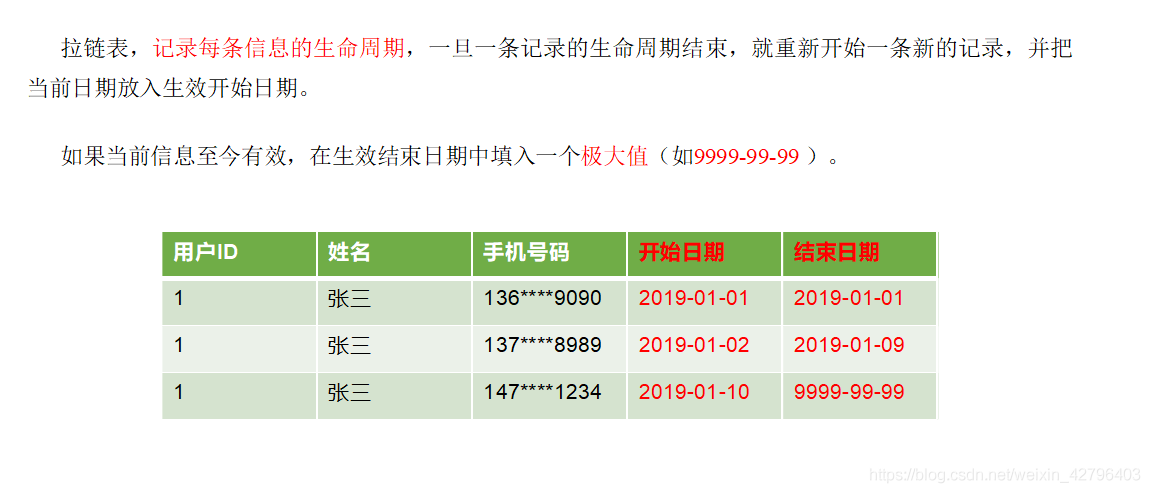 拉链表，记录每条信息的生命周期，一旦一条记录的生命周期结束，就重新开始一条新的记录，并把
当前日期放入生效开始日期。
如果当前信息至今有效，在生效结束日期中填入一个极大值（如9999-99-99 ）。
用户ID 姓名 手机号码 开始日期 结束日期
1 张三 136****9090 2019-01-01 2019-01-01
1 张三 137****8989 2019-01-02 2019-01-09
1 张三 147****1234 2019-01-10 9999-99-99
https://blog.csdn.net/weixin_42796403